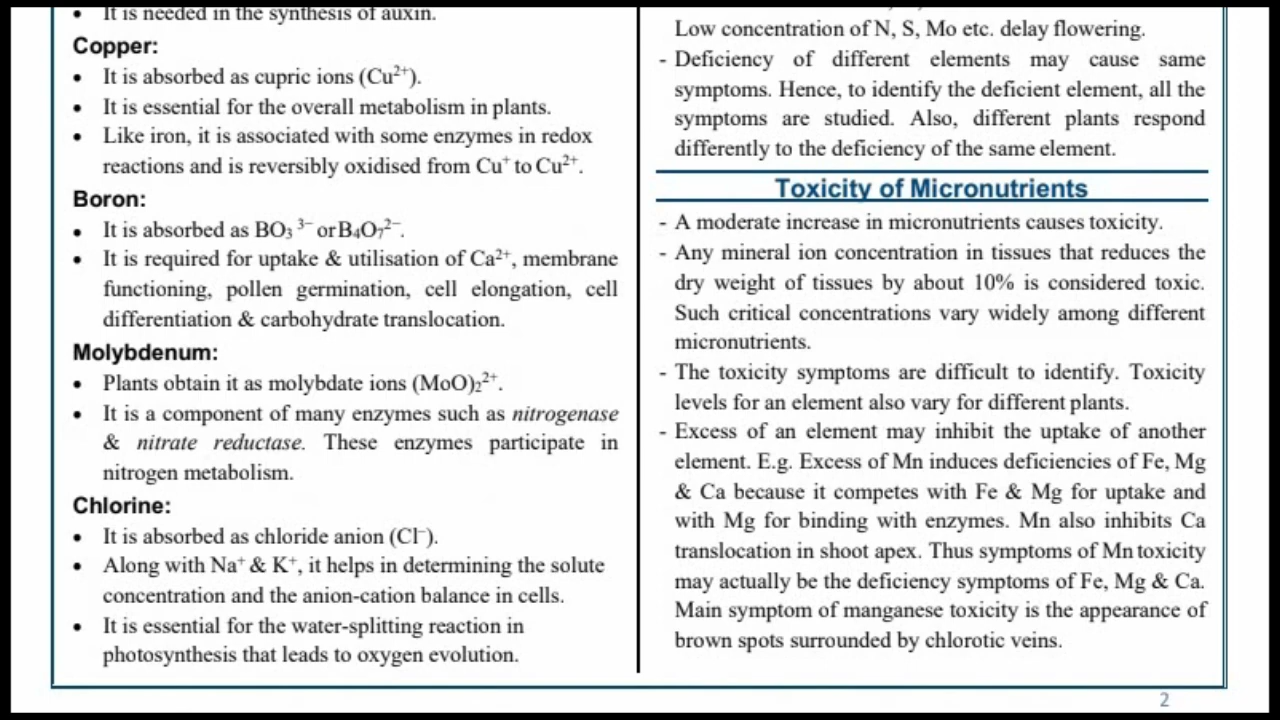 • It is needed in the synthesis of auxin.
Copper:
• It is absorbed as cupric ions (Cu²⁺).
• It is essential for the overall metabolism in plants.
• Like iron, it is associated with some enzymes in redox
reactions and is reversibly oxidised from Cu⁺ to Cu²⁺.
Boron:
• It is absorbed as BO₃ ³⁻ or B₄O₇²⁻.
• It is required for uptake & utilisation of Ca²⁺, membrane
functioning, pollen germination, cell elongation, cell
differentiation & carbohydrate translocation.
Molybdenum:
• Plants obtain it as molybdate ions (MoO)₂²⁺.
• It is a component of many enzymes such as nitrogenase
& nitrate reductase. These enzymes participate in
nitrogen metabolism.
Chlorine:
• It is absorbed as chloride anion (Cl⁻).
• Along with Na⁺ & K⁺, it helps in determining the solute
concentration and the anion-cation balance in cells.
• It is essential for the water-splitting reaction in
photosynthesis that leads to oxygen evolution.
Low concentration of N, S, Mo etc. delay flowering.
- Deficiency of different elements may cause same
symptoms. Hence, to identify the deficient element, all the
symptoms are studied. Also, different plants respond
differently to the deficiency of the same element.
Toxicity of Micronutrients
- A moderate increase in micronutrients causes toxicity.
- Any mineral ion concentration in tissues that reduces the
dry weight of tissues by about 10% is considered toxic.
Such critical concentrations vary widely among different
micronutrients.
- The toxicity symptoms are difficult to identify. Toxicity
levels for an element also vary for different plants.
- Excess of an element may inhibit the uptake of another
element. E.g. Excess of Mn induces deficiencies of Fe, Mg
& Ca because it competes with Fe & Mg for uptake and
with Mg for binding with enzymes. Mn also inhibits Ca
translocation in shoot apex. Thus symptoms of Mn toxicity
may actually be the deficiency symptoms of Fe, Mg & Ca.
Main symptom of manganese toxicity is the appearance of
brown spots surrounded by chlorotic veins.
2